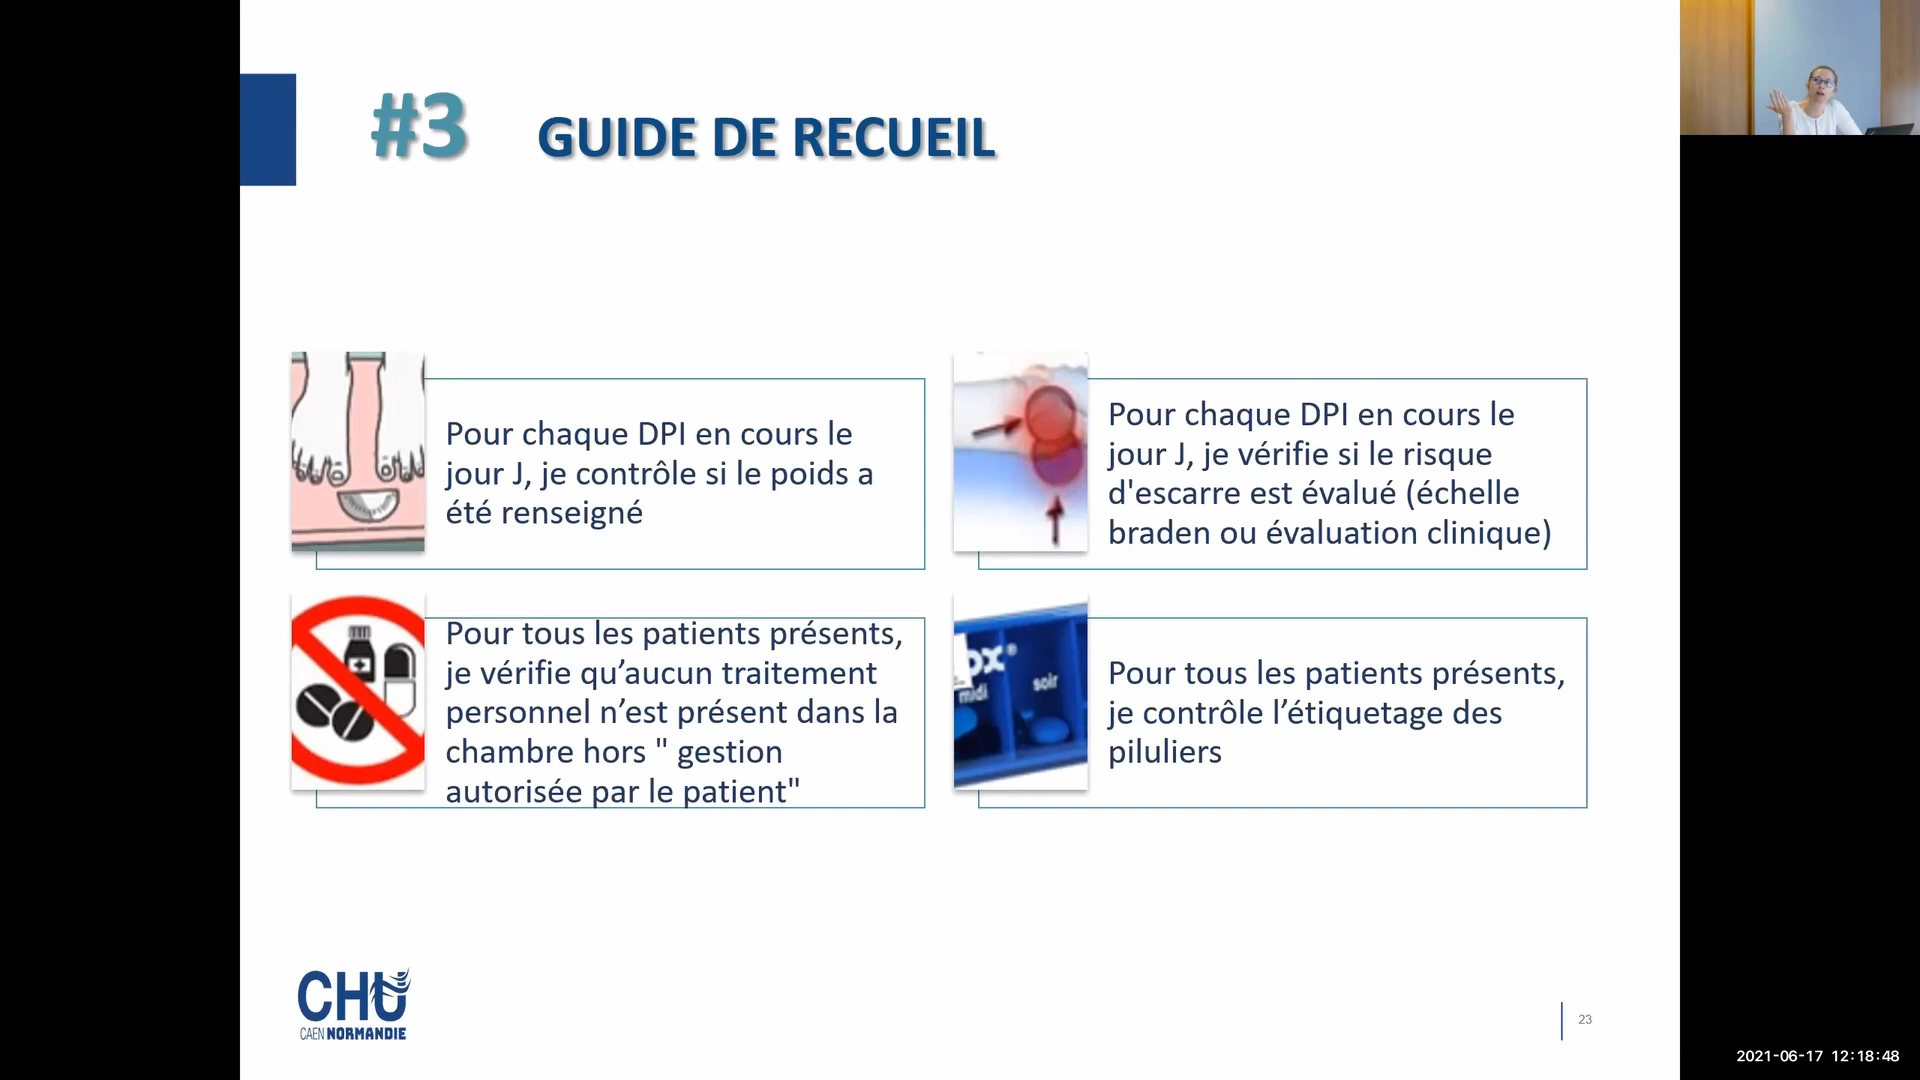 #3 GUIDE DE RECUEIL
Pour chaque DPI en cours le
jour J, je contrôle si le poids a
été renseigné
Pour chaque DPI en cours le
jour J, je vérifie si le risque
d'escarre est évalué (échelle
braden ou évaluation clinique)
Pour tous les patients présents,
je vérifie qu’aucun traitement
personnel n’est présent dans la
chambre hors " gestion
autorisée par le patient"
ox®
midi soir
Pour tous les patients présents,
je contrôle l’étiquetage des
piluliers
CHU
CAEN NORMANDIE
23
2021-06-17 12:18:48